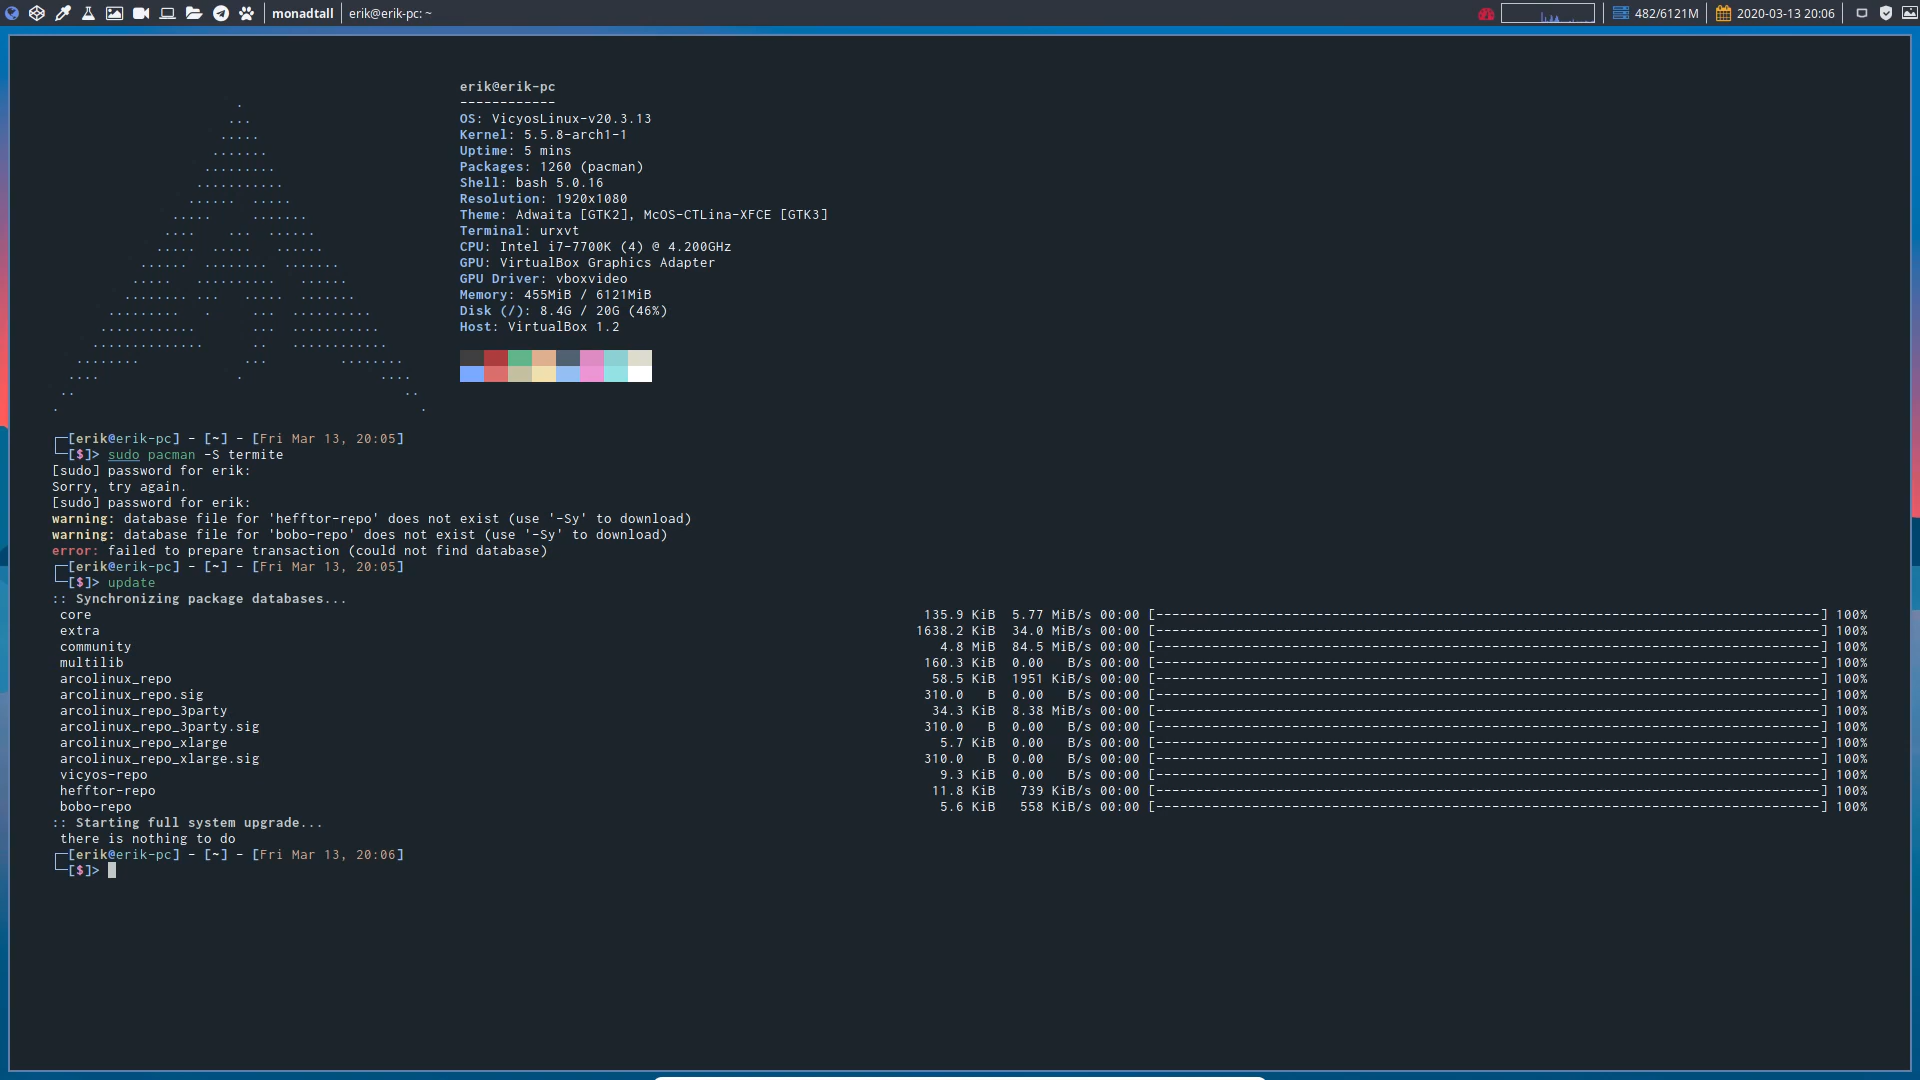 monadtall erik@erik-pc: ~ 482/6121M 2020-03-13 20:06
erik@erik-pc
------------
OS: VicyosLinux-v20.3.13
Kernel: 5.5.8-arch1-1
Uptime: 5 mins
Packages: 1260 (pacman)
Shell: bash 5.0.16
Resolution: 1920x1080
Theme: Adwaita [GTK2], McOS-CTLina-XFCE [GTK3]
Terminal: urxvt
CPU: Intel i7-7700K (4) @ 4.200GHz
GPU: VirtualBox Graphics Adapter
GPU Driver: vboxvideo
Memory: 455MiB / 6121MiB
Disk (/): 8.4G / 20G (46%)
Host: VirtualBox 1.2
┌─[erik@erik-pc] - [~] - [Fri Mar 13, 20:05]
└─[$]> sudo pacman -S termite
[sudo] password for erik:
Sorry, try again.
[sudo] password for erik:
warning: database file for 'hefftor-repo' does not exist (use '-Sy' to download)
warning: database file for 'bobo-repo' does not exist (use '-Sy' to download)
error: failed to prepare transaction (could not find database)
┌─[erik@erik-pc] - [~] - [Fri Mar 13, 20:05]
└─[$]> update
:: Synchronizing package databases...
core 135.9 KiB 5.77 MiB/s 00:00 [----------] 100%
extra 1638.2 KiB 34.0 MiB/s 00:00 [----------] 100%
community 4.8 MiB 84.5 MiB/s 00:00 [----------] 100%
multilib 160.3 KiB 0.00 B/s 00:00 [----------] 100%
arcolinux_repo 58.5 KiB 1951 KiB/s 00:00 [----------] 100%
arcolinux_repo.sig 310.0 B 0.00 B/s 00:00 [----------] 100%
arcolinux_repo_3party 34.3 KiB 8.38 MiB/s 00:00 [----------] 100%
arcolinux_repo_3party.sig 310.0 B 0.00 B/s 00:00 [----------] 100%
arcolinux_repo_xlarge 5.7 KiB 0.00 B/s 00:00 [----------] 100%
arcolinux_repo_xlarge.sig 310.0 B 0.00 B/s 00:00 [----------] 100%
vicyos-repo 9.3 KiB 0.00 B/s 00:00 [----------] 100%
hefftor-repo 11.8 KiB 739 KiB/s 00:00 [----------] 100%
bobo-repo 5.6 KiB 558 KiB/s 00:00 [----------] 100%
:: Starting full system upgrade...
there is nothing to do
┌─[erik@erik-pc] - [~] - [Fri Mar 13, 20:06]
└─[$]>